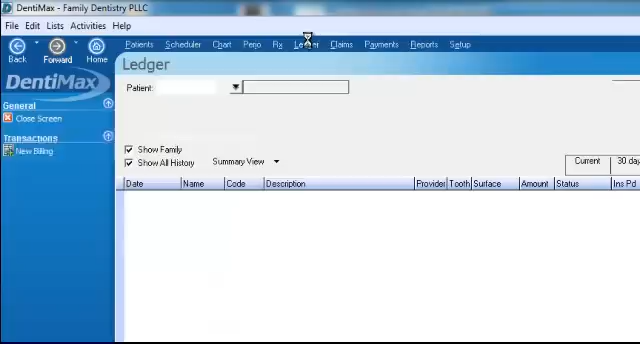 DentiMax - Family Dentistry PLLC
File Edit Lists Activities Help
Back Forward Home
Patients Scheduler Chart Perio Rx Ledger Claims Payments Reports Setup
DentiMax
Ledger
General
Close Screen
Transactions
New Billing
Patient:
Show Family
Show All History Summary View
Current
Date Name Code Description Provider Tooth Surface Amount Status Ins Pd